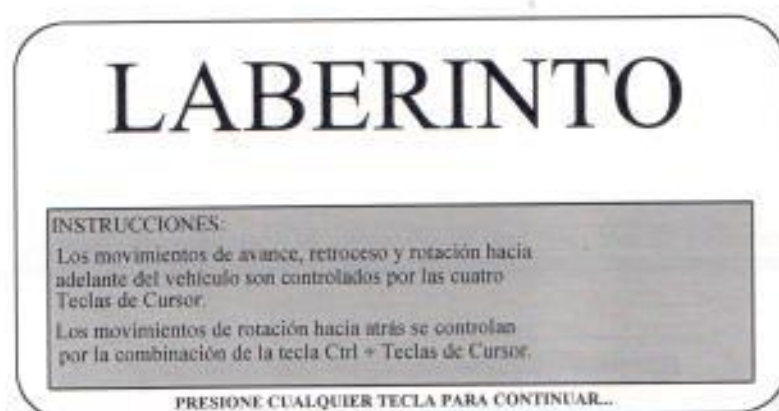 LABERINTO
INSTRUCCIONES:
Los movimientos de avance, retroceso y rotación hacia
adelante del vehículo son controlados por las cuatro
Teclas de Cursor.
Los movimientos de rotación hacia atrás se controlan
por la combinación de la tecla Ctrl + Teclas de Cursor.
PRESIONE CUALQUIER TECLA PARA CONTINUAR...